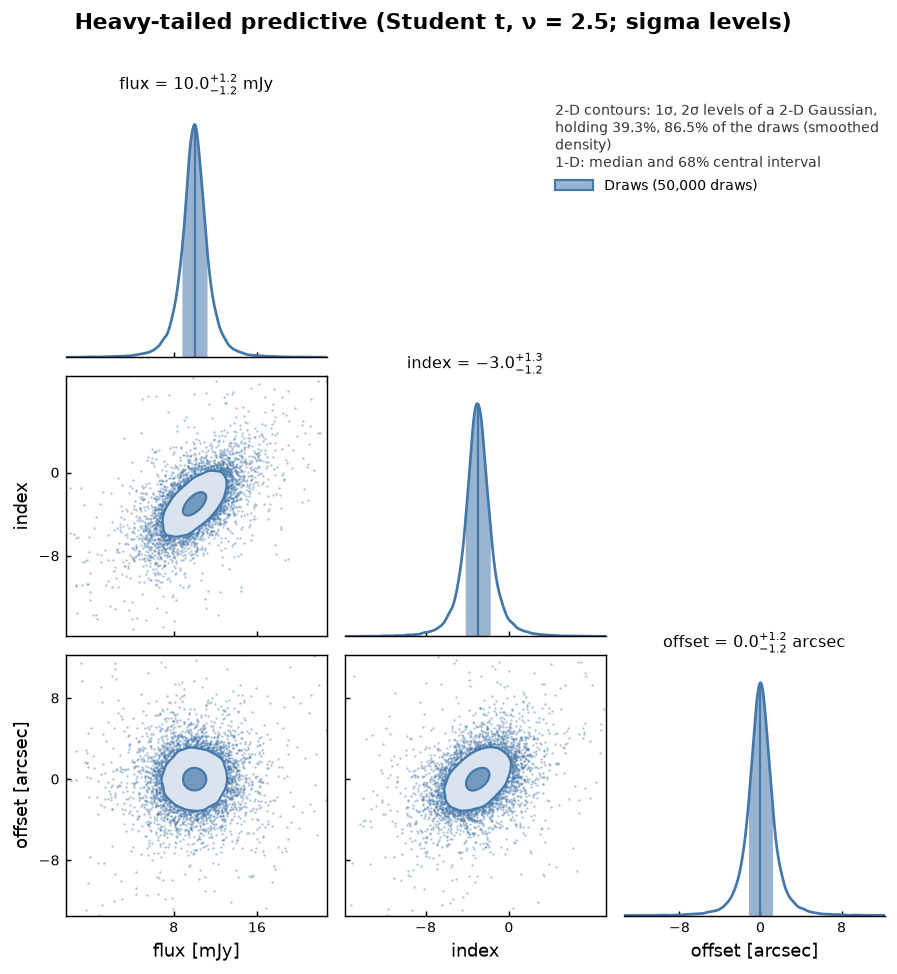 Heavy-tailed predictive (Student t, ν = 2.5; sigma levels)
flux = 10.0 +1.2 −1.2 mJy
2-D contours: 1σ, 2σ levels of a 2-D Gaussian,
holding 39.3%, 86.5% of the draws (smoothed
density)
1-D: median and 68% central interval
Draws (50,000 draws)
index = −3.0 +1.3 −1.2
index
0
−8
offset = 0.0 +1.2 −1.2 arcsec
offset [arcsec]
8
0
−8
8 16
−8 0
−8 0 8
flux [mJy]
index
offset [arcsec]